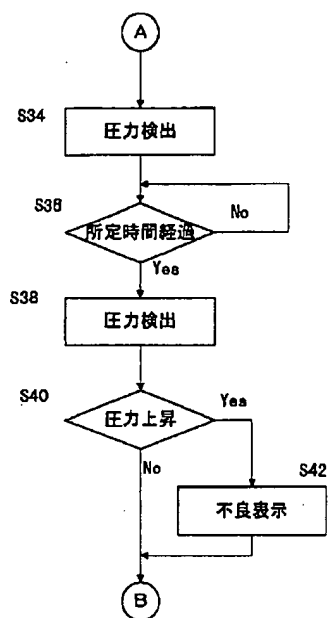 A
S34
圧力検出
S36
所定時間経過
No
Yes
S38
圧力検出
S40
圧力上昇
Yes
No
S42
不良表示
B